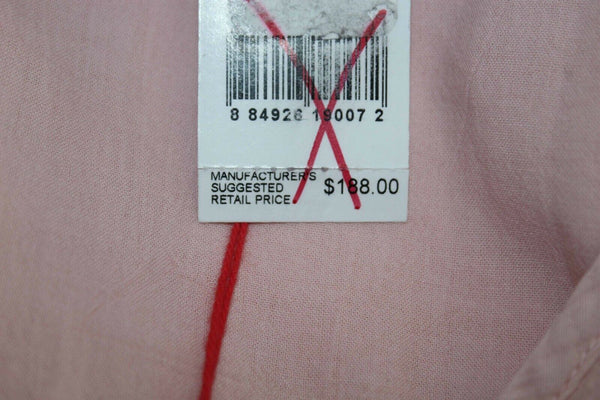 8 84926 19007 2
MANUFACTURER'S
SUGGESTED
RETAIL PRICE
$188.00